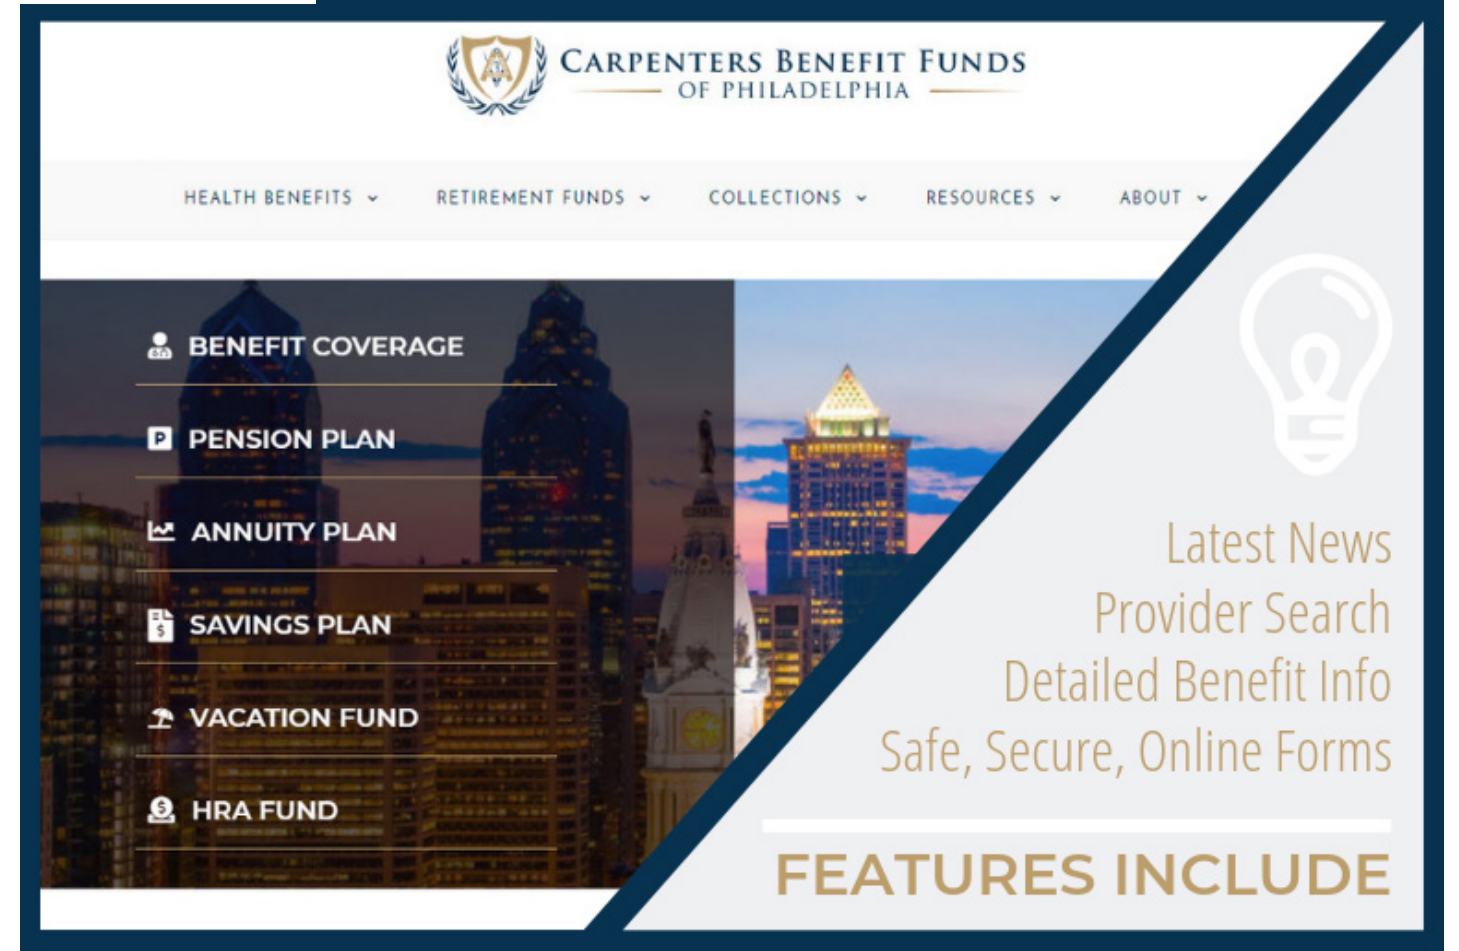 CARPENTERS BENEFIT FUNDS
OF PHILADELPHIA
HEALTH BENEFITS
RETIREMENT FUNDS
COLLECTIONS
RESOURCES
ABOUT
BENEFIT COVERAGE
PENSION PLAN
ANNUITY PLAN
SAVINGS PLAN
VACATION FUND
HRA FUND
Latest News
Provider Search
Detailed Benefit Info
Safe, Secure, Online Forms
FEATURES INCLUDE